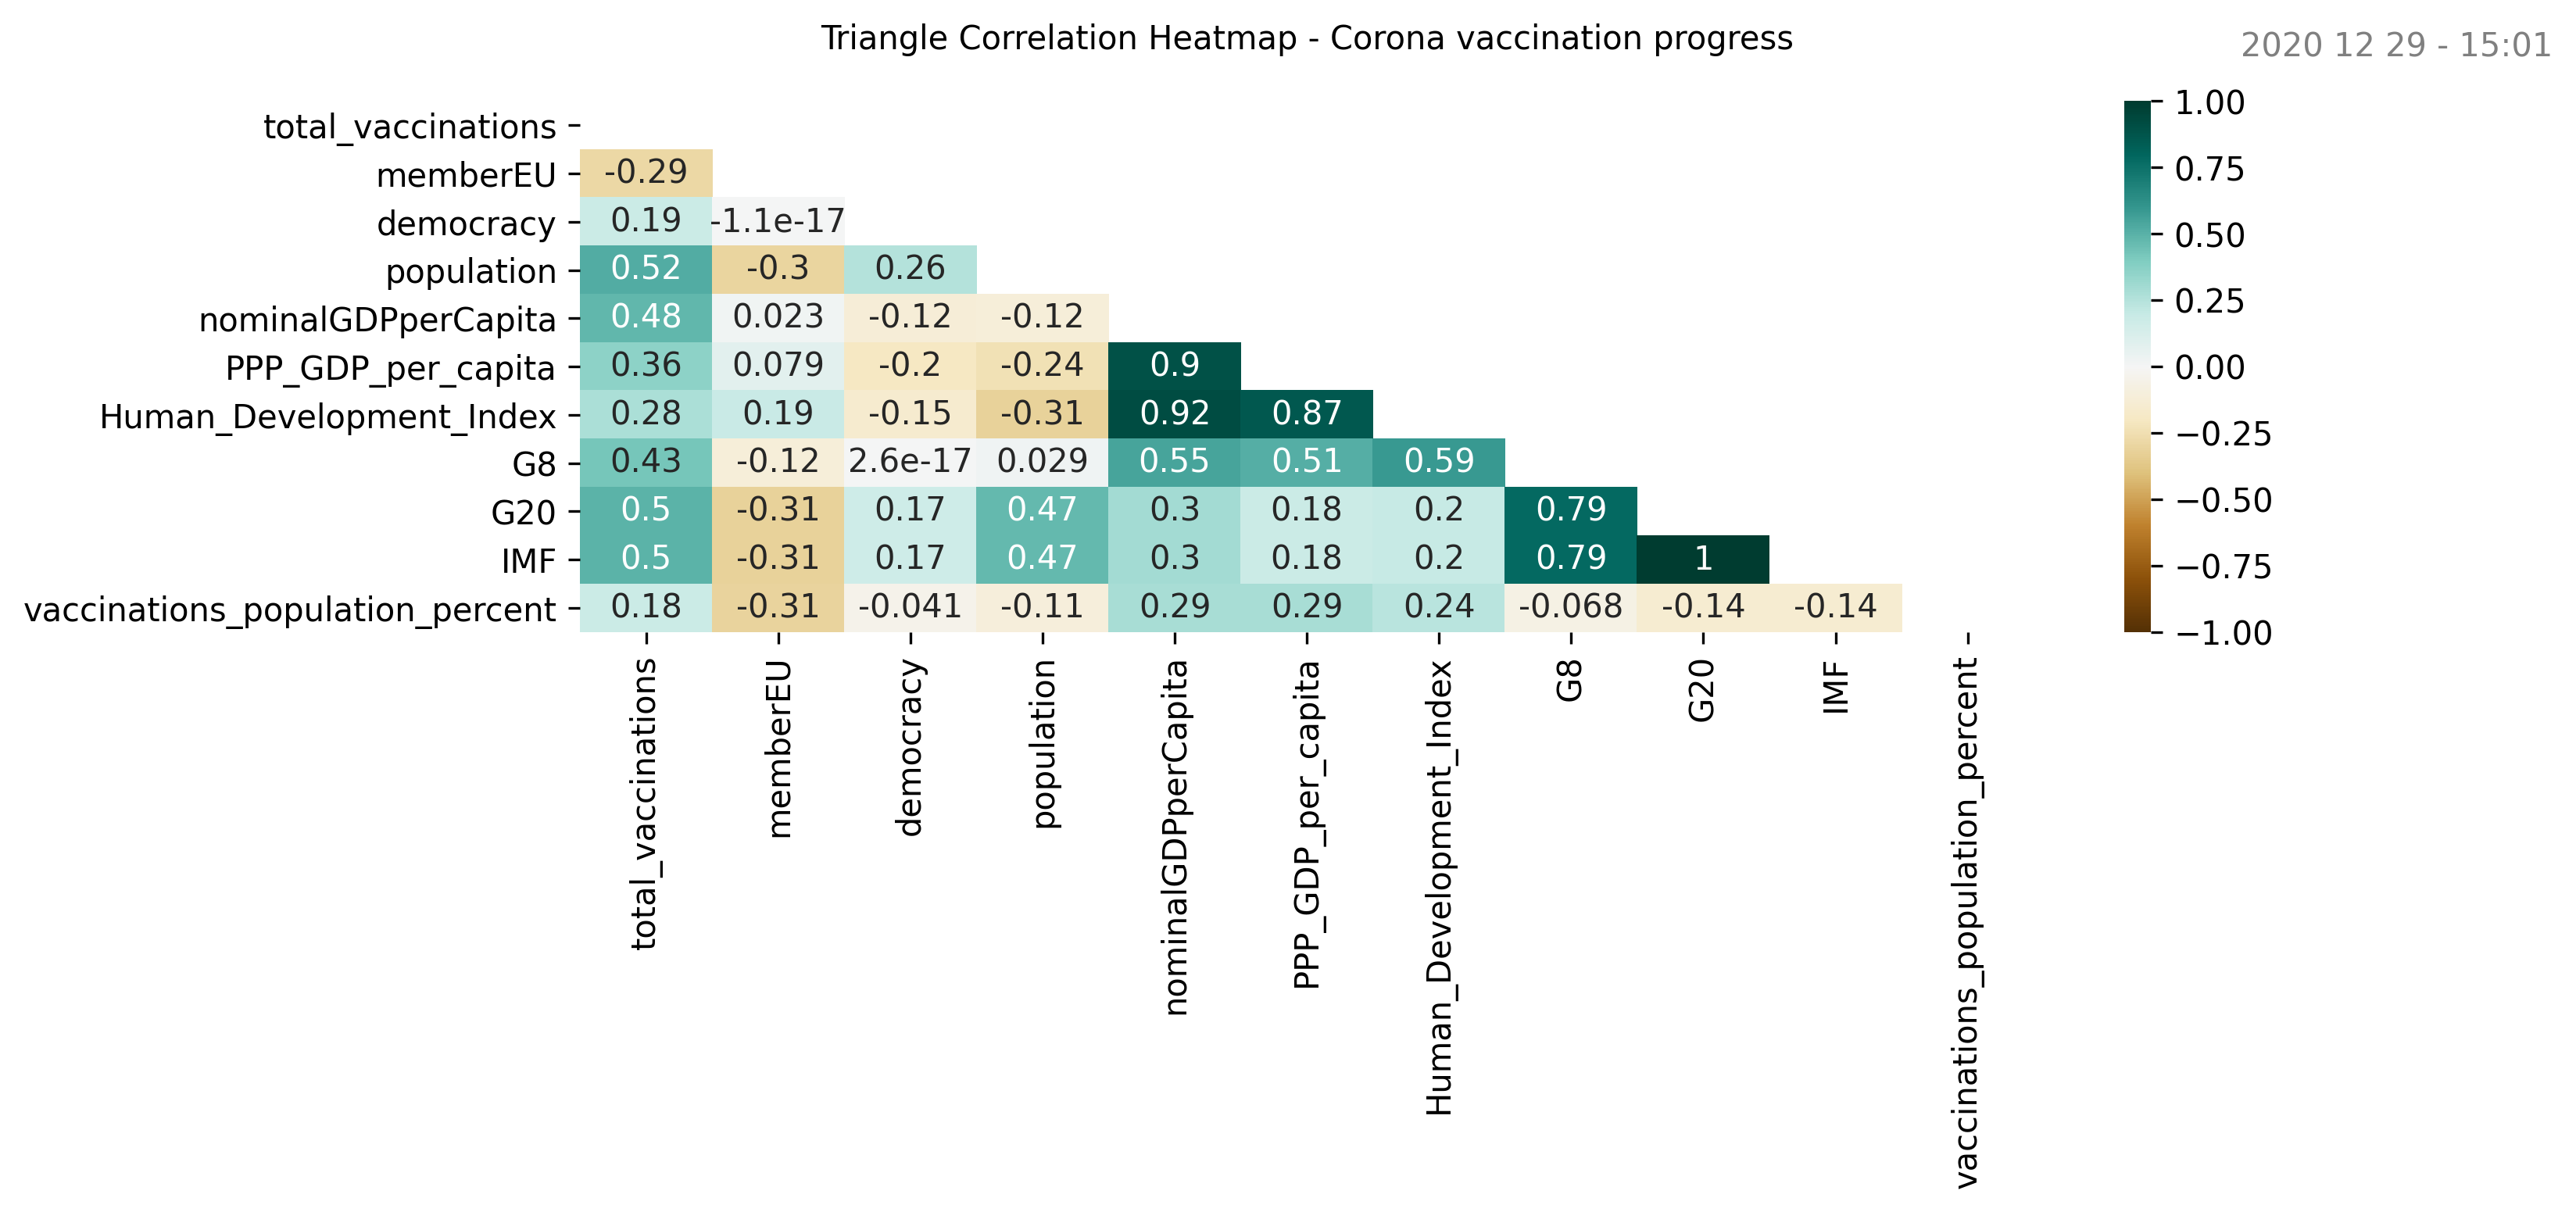 Triangle Correlation Heatmap - Corona vaccination progress
2020 12 29 - 15:01
total_vaccinations
memberEU -0.29
democracy 0.19 -1.1e-17
population 0.52 -0.3 0.26
nominalGDPperCapita 0.48 0.023 -0.12 -0.12
PPP_GDP_per_capita 0.36 0.079 -0.2 -0.24 0.9
Human_Development_Index 0.28 0.19 -0.15 -0.31 0.92 0.87
G8 0.43 -0.12 2.6e-17 0.029 0.55 0.51 0.59
G20 0.5 -0.31 0.17 0.47 0.3 0.18 0.2 0.79
IMF 0.5 -0.31 0.17 0.47 0.3 0.18 0.2 0.79 1
vaccinations_population_percent 0.18 -0.31 -0.041 -0.11 0.29 0.29 0.24 -0.068 -0.14 -0.14
total_vaccinations
memberEU
democracy
population
nominalGDPperCapita
PPP_GDP_per_capita
Human_Development_Index
G8
G20
IMF
vaccinations_population_percent
1.00
0.75
0.50
0.25
0.00
−0.25
−0.50
−0.75
−1.00